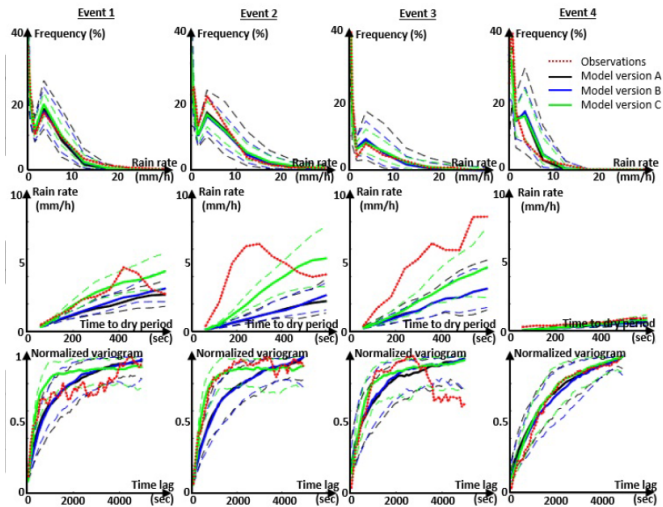 Event 1 Event 2 Event 3 Event 4
40 Frequency (%) 40 Frequency (%) 40 Frequency (%) 40 Frequency (%)
Observations
Model version A
Model version B
Model version C
20 20 20 20
Rain rate Rain rate Rain rate Rain rate
0 0 20 (mm/h) 0 0 20 (mm/h) 0 0 10 20 (mm/h) 0 0 10 20 (mm/h)
10 Rain rate 10 Rain rate 10 Rain rate 10 Rain rate
(mm/h) (mm/h) (mm/h) (mm/h)
5 5 5 5
Time to dry period Time to dry period Time to dry period Time to dry period
0 0 200 400 (sec) 0 0 200 400 (sec) 0 0 200 400 (sec) 0 0 200 400 (sec)
1 Normalized variogram 1 Normalized variogram 1 Normalized variogram 1 Normalized variogram
0.5 0.5 0.5 0.5
Time lag Time lag Time lag Time lag
0 0 2000 4000 (sec) 0 0 2000 4000 (sec) 0 0 2000 4000 (sec) 0 0 2000 4000 (sec)